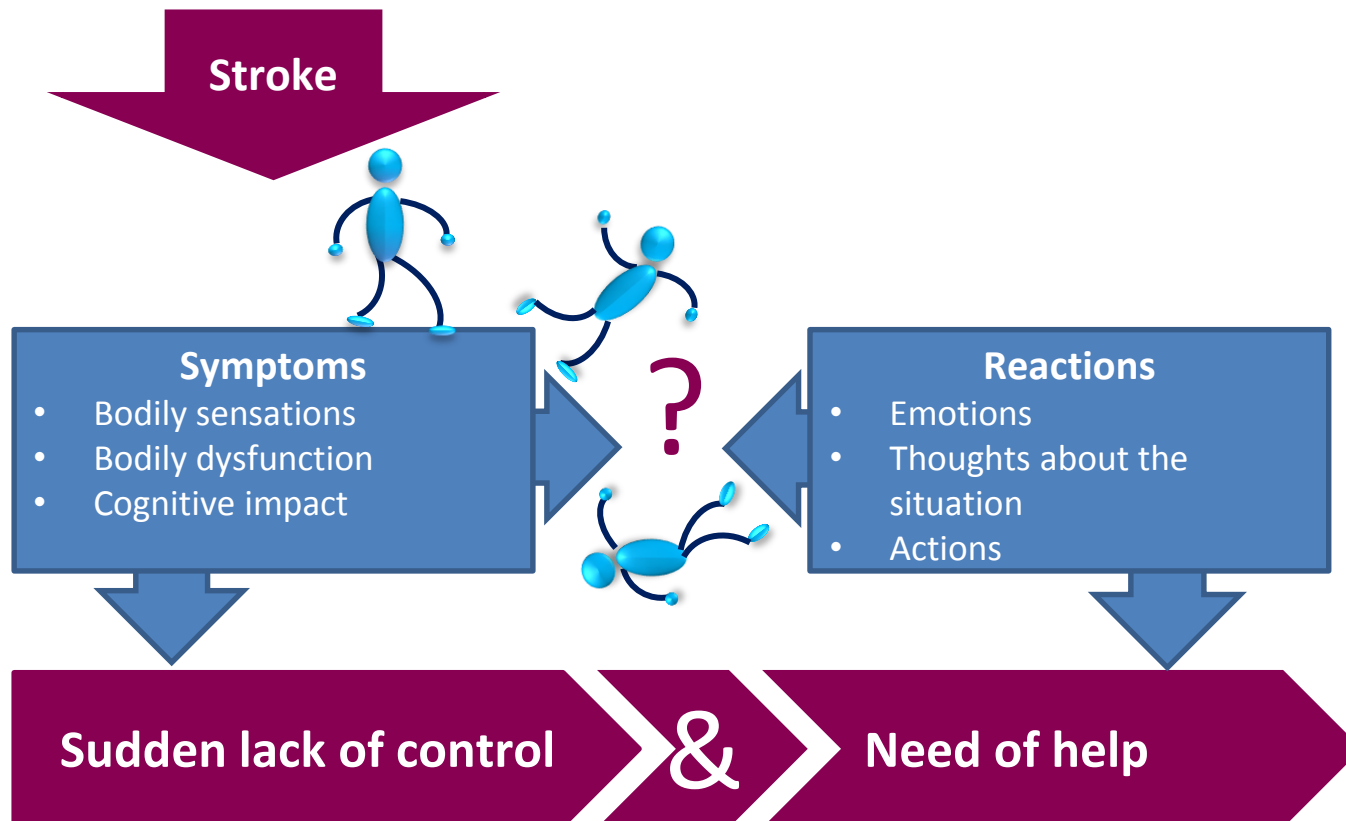 Stroke
Symptoms
• Bodily sensations
• Bodily dysfunction
• Cognitive impact
?
Reactions
• Emotions
• Thoughts about the
situation
• Actions
Sudden lack of control
&
Need of help